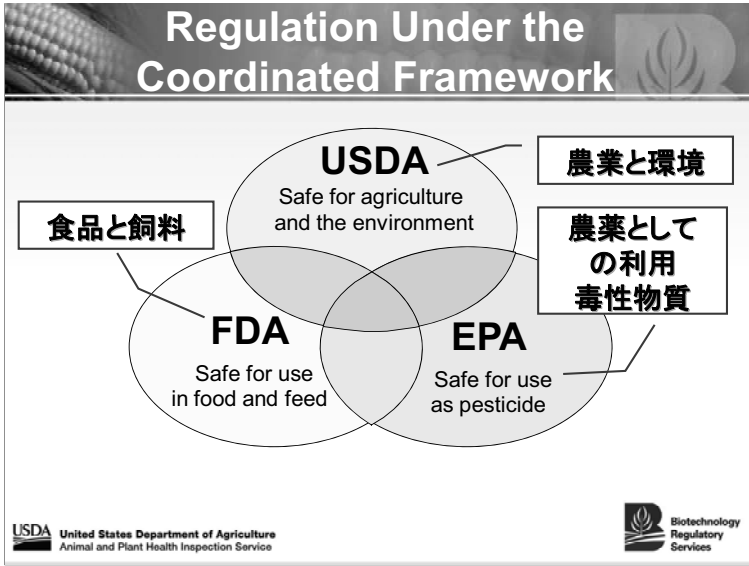 Regulation Under the
Coordinated Framework
USDA
Safe for agriculture
and the environment
農業と環境
食品と飼料
農薬として
の利用
毒性物質
FDA
Safe for use
in food and feed
EPA
Safe for use
as pesticide
USDA
United States Department of Agriculture
Animal and Plant Health Inspection Service
Biotechnology
Regulatory
Services